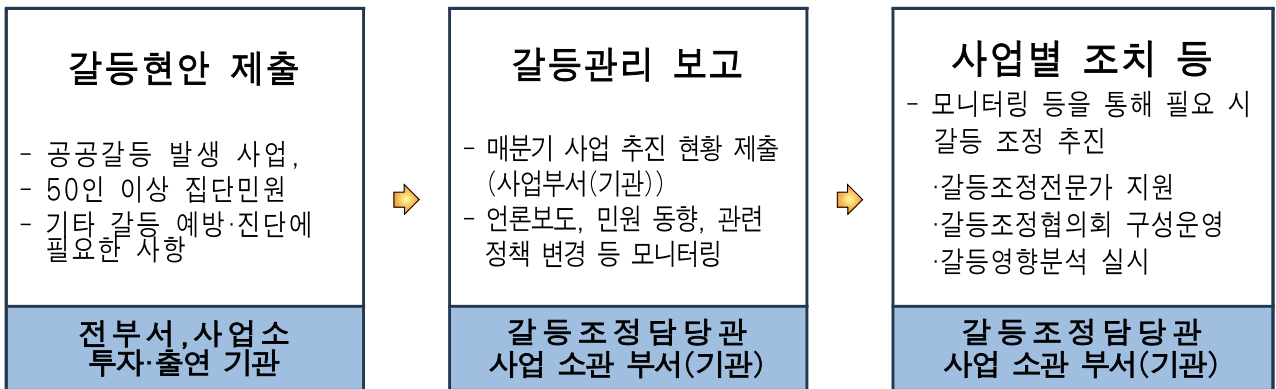 갈등현안 제출
- 공공갈등 발생 사업,
- 50인 이상 집단민원
- 기타 갈등 예방·진단에
필요한 사항
전부서,사업소
투자·출연 기관
갈등관리 보고
- 매분기 사업 추진 현황 제출
(사업부서(기관))
- 언론보도, 민원 동향, 관련
정책 변경 등 모니터링
갈등조정담당관
사업 소관 부서(기관)
사업별 조치 등
- 모니터링 등을 통해 필요 시
갈등 조정 추진
·갈등조정전문가 지원
·갈등조정협의회 구성운영
·갈등영향분석 실시
갈등조정담당관
사업 소관 부서(기관)